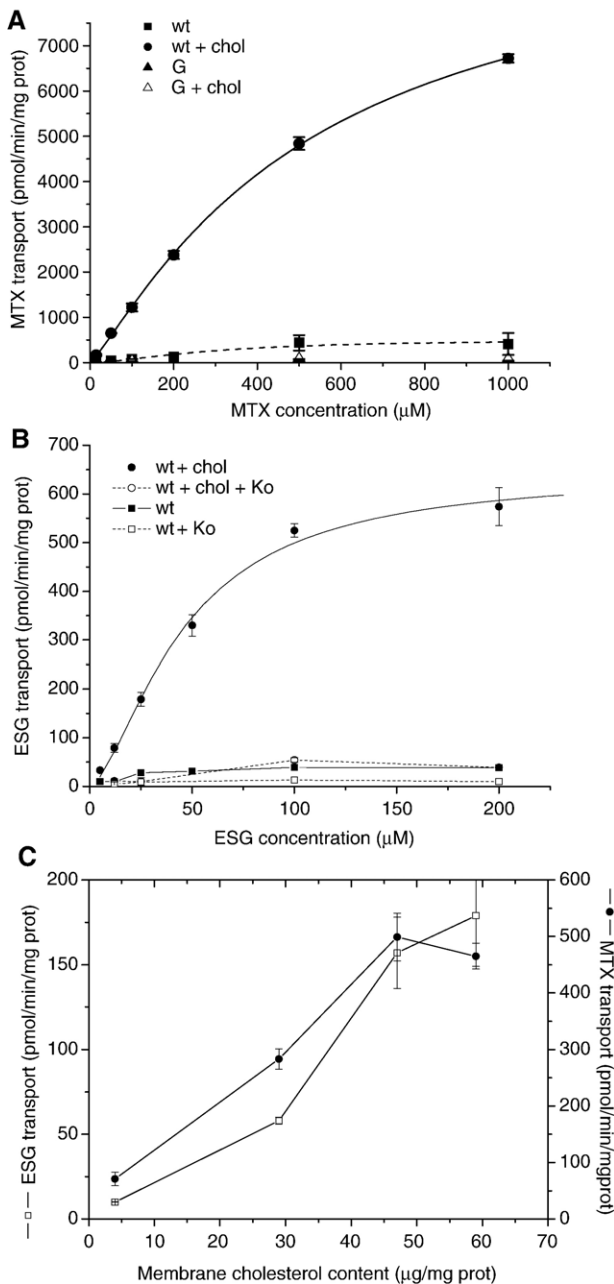 A
wt
wt + chol
G
G + chol
MTX transport (pmol/min/mg prot)
7000
6000
5000
4000
3000
2000
1000
0
0 200 400 600 800 1000
MTX concentration (μM)
B
wt + chol
wt + chol + Ko
wt
wt + Ko
ESG transport (pmol/min/mg prot)
700
600
500
400
300
200
100
0
0 50 100 150 200
ESG concentration (μM)
C
ESG transport (pmol/min/mg prot)
200
150
100
50
0
600
500
400
300
200
100
0
MTX transport (pmol/min/mgprot)
0 10 20 30 40 50 60 70
Membrane cholesterol content (μg/mg prot)